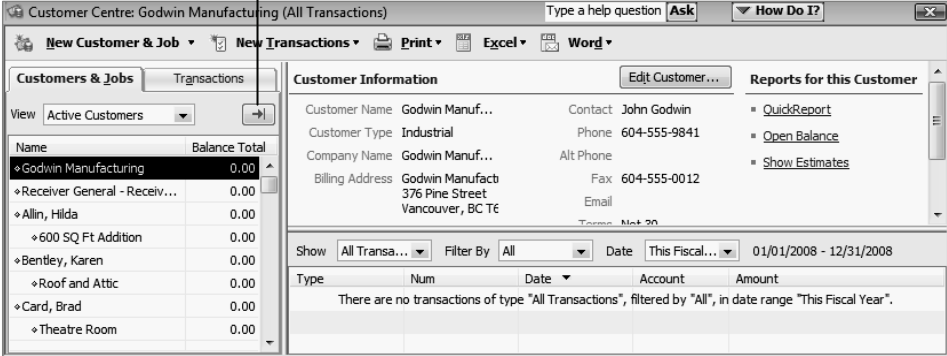 Customer Centre: Godwin Manufacturing (All Transactions) Type a help question Ask How Do I?
New Customer & Job New Transactions Print Excel Word
Customers & Jobs Transactions
View Active Customers
Name Balance Total
Godwin Manufacturing 0.00
Receiver General - Receiv... 0.00
Allin, Hilda 0.00
600 SQ Ft Addition 0.00
Bentley, Karen 0.00
Roof and Attic 0.00
Card, Brad 0.00
Theatre Room 0.00
Customer Information Edit Customer...
Customer Name Godwin Manuf... Contact John Godwin
Customer Type Industrial Phone 604-555-9841
Company Name Godwin Manuf... Alt Phone
Billing Address Godwin Manufacti Fax 604-555-0012
376 Pine Street Email
Vancouver, BC T6
Reports for this Customer
QuickReport
Open Balance
Show Estimates
Show All Transa... Filter By All Date This Fiscal... 01/01/2008 - 12/31/2008
Type Num Date Account Amount
There are no transactions of type "All Transactions", filtered by "All", in date range "This Fiscal Year".